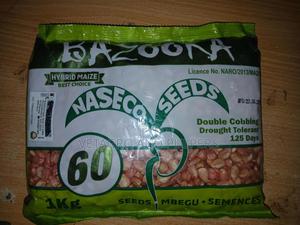 BAZOOKA
HYBRID MAIZE
BEST CHOICE
NASECO SEEDS
Double Cobbing
Drought Tolerant
125 Days
60
1KG
SEEDS - MBEGU - SEMENCES